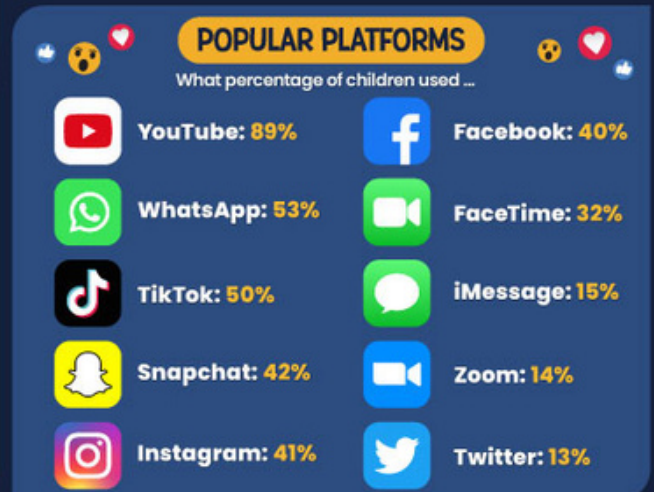 POPULAR PLATFORMS
What percentage of children used ...
YouTube: 89%
WhatsApp: 53%
TikTok: 50%
Snapchat: 42%
Instagram: 41%
Facebook: 40%
FaceTime: 32%
iMessage: 15%
Zoom: 14%
Twitter: 13%